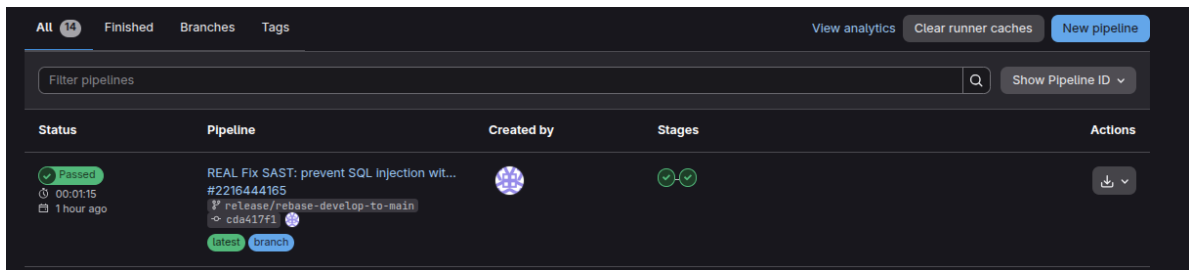 All 14 Finished Branches Tags View analytics Clear runner caches New pipeline
Filter pipelines Show Pipeline ID
Status Pipeline Created by Stages Actions
Passed
00:01:15
1 hour ago
REAL Fix SAST: prevent SQL injection wit...
#2216444165
release/rebase-develop-to-main
cda417f1
latest branch